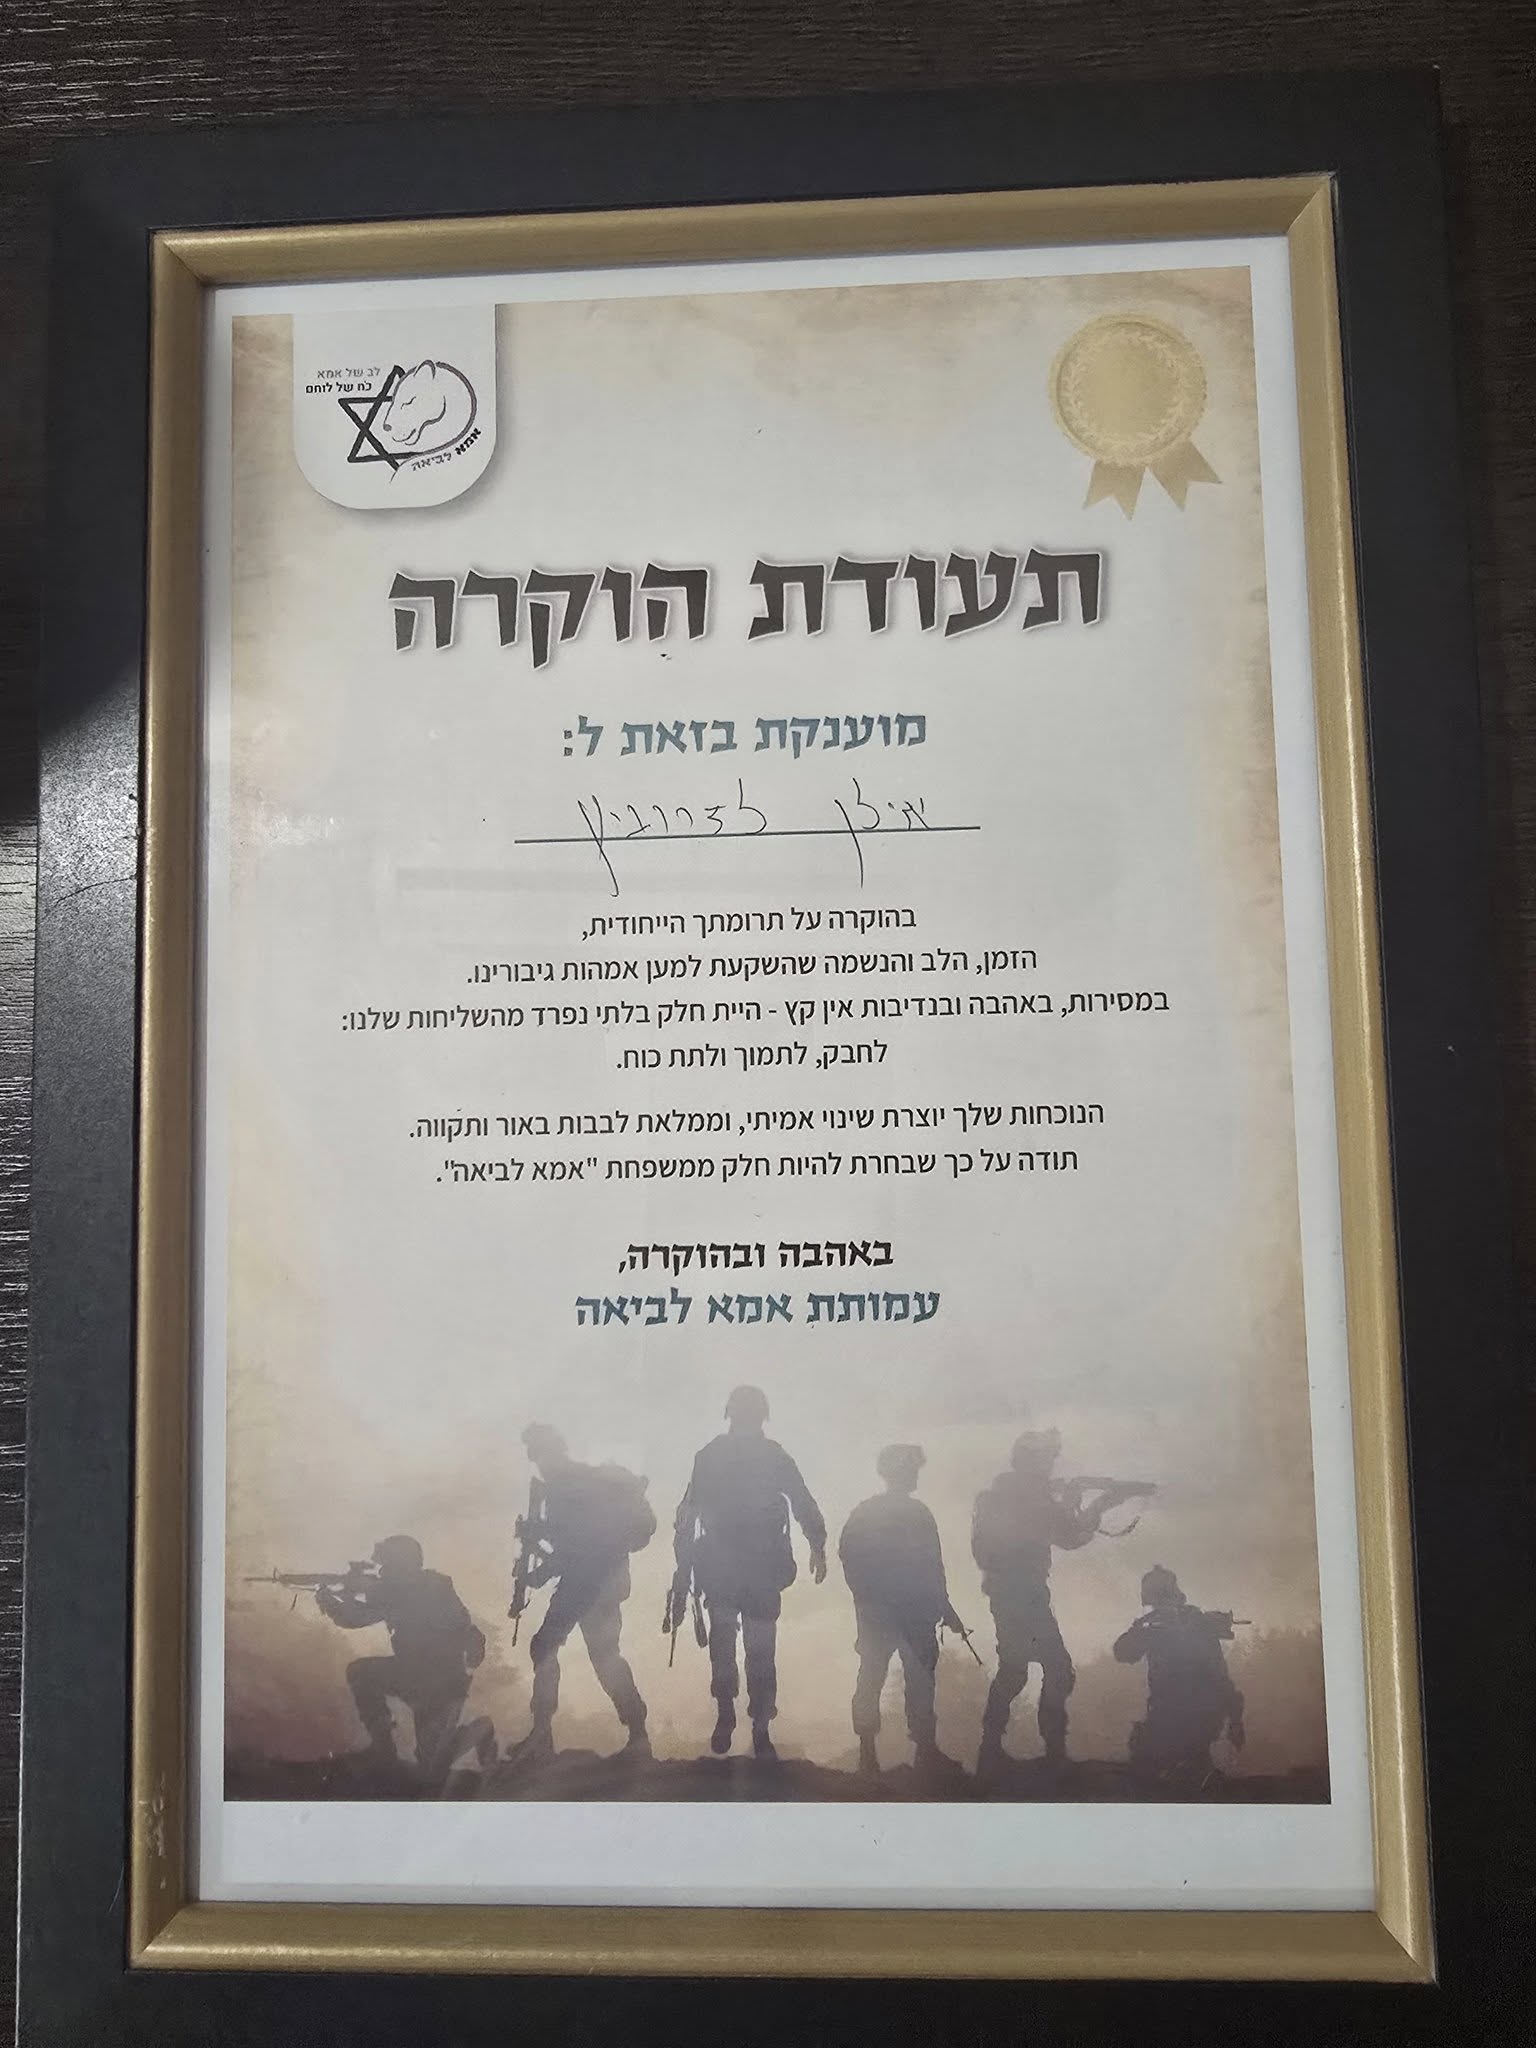 לב של אמא
כח של לוחם
אמא לביאה
תעודת הוקרה
מוענקת בזאת ל:
אילן לדרוביץ
בהוקרה על תרומתך הייחודית,
הזמן, הלב והנשמה שהשקעת למען אמהות גיבורינו.
במסירות, באהבה ובנדיבות אין קץ - היית חלק בלתי נפרד מהשליחות שלנו:
לחבק, לתמוך ולתת כוח.
הנוכחות שלך יוצרת שינוי אמיתי, וממלאת לבבות באור ותקווה.
תודה על כך שבחרת להיות חלק ממשפחת "אמא לביאה".
באהבה ובהוקרה,
עמותת אמא לביאה